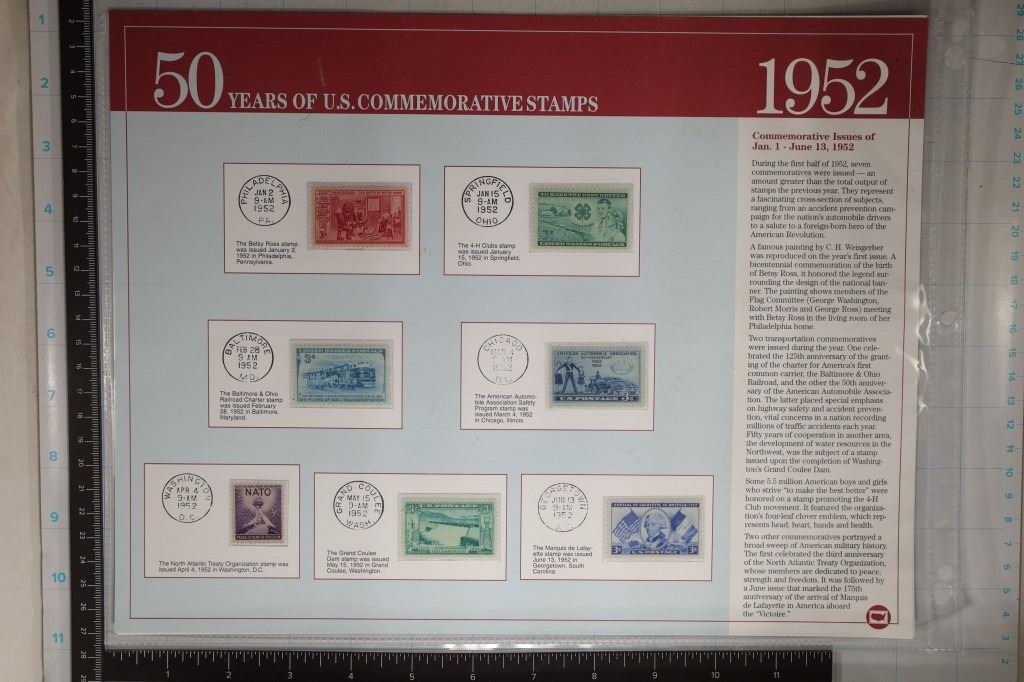 50 YEARS OF U.S. COMMEMORATIVE STAMPS
1952
Commemorative Issues of
Jan. 1 - June 13, 1952
During the first half of 1952, seven
commemoratives were issued — an
amount greater than the total output of
stamps the previous year. They represent
a fascinating cross-section of subjects,
ranging from an accident prevention cam-
paign for the nation's automobile drivers
to a salute to a foreign-born hero of the
American Revolution.
A famous painting by C. H. Weisgerber
was reproduced on the year's first issue. A
bicentennial commemoration of the birth
of Betsy Ross, it honored the legend sur-
rounding the design of the national ban-
ner. The painting shows members of the
Flag Committee (George Washington,
Robert Morris and George Ross) meeting
with Betsy Ross in the living room of her
Philadelphia home.
Two transportation commemoratives
were issued during the year. One cele-
brated the 125th anniversary of the grant-
ing of the charter for America's first
common carrier, the Baltimore & Ohio
Railroad, and the other the 50th anniver-
sary of the American Automobile Associa-
tion. The latter placed special emphasis
on highway safety and accident preven-
tion, vital concerns in a nation recording
millions of traffic accidents each year.
Fifty years of cooperation in another area,
the development of water resources in the
Northwest, was the subject of a stamp
issued upon the completion of Washing-
ton's Grand Coulee Dam.
Some 5.5 million American boys and girls
who strive "to make the best better" were
honored on a stamp promoting the 4-H
Club movement. It featured the organiza-
tion's four-leaf clover emblem, which rep-
resents head, heart, hands and health.
Two other commemoratives portrayed a
broad sweep of American military history.
The first celebrated the third anniversary
of the North Atlantic Treaty Organization,
whose members are dedicated to peace,
strength and freedom. It was followed by
a June issue that marked the 175th
anniversary of the arrival of Marquis
de Lafayette in America aboard
the "Victoire."
PHILADELPHIA
JAN 2
9-AM
1952
PA.
The Betsy Ross stamp
was issued January 2,
1952 in Philadelphia,
Pennsylvania.
SPRINGFIELD
JAN 15
9-AM
1952
OHIO
The 4-H Clubs stamp
was issued January
15, 1952 in Springfield,
Ohio.
BALTIMORE
FEB 28
9 AM
1952
MD.
The Baltimore & Ohio
Railroad Charter stamp
was issued February
28, 1952 in Baltimore,
Maryland.
UNITED STATES POSTAGE
3¢
CHICAGO
MAR 4
9 AM
1952
ILL.
The American Automo-
bile Association Safety
Program stamp was
issued March 4, 1952
in Chicago, Illinois.
AMERICAN AUTOMOBILE ASSOCIATION
U.S. POSTAGE 3¢
WASHINGTON
APR 4
9-AM
1952
D.C.
NATO
The North Atlantic Treaty Organization stamp was
issued April 4, 1952 in Washington, D.C.
GRAND COULEE
MAY 15
9-AM
1952
WASH.
The Grand Coulee
Dam stamp was issued
May 15, 1952 in Grand
Coulee, Washington.
GEORGETOWN
JUN 13
9-AM
1952
The Marquis de Lafay-
ette stamp was issued
June 13, 1952 in
Georgetown, South
Carolina.
3¢ U.S. POSTAGE 3¢